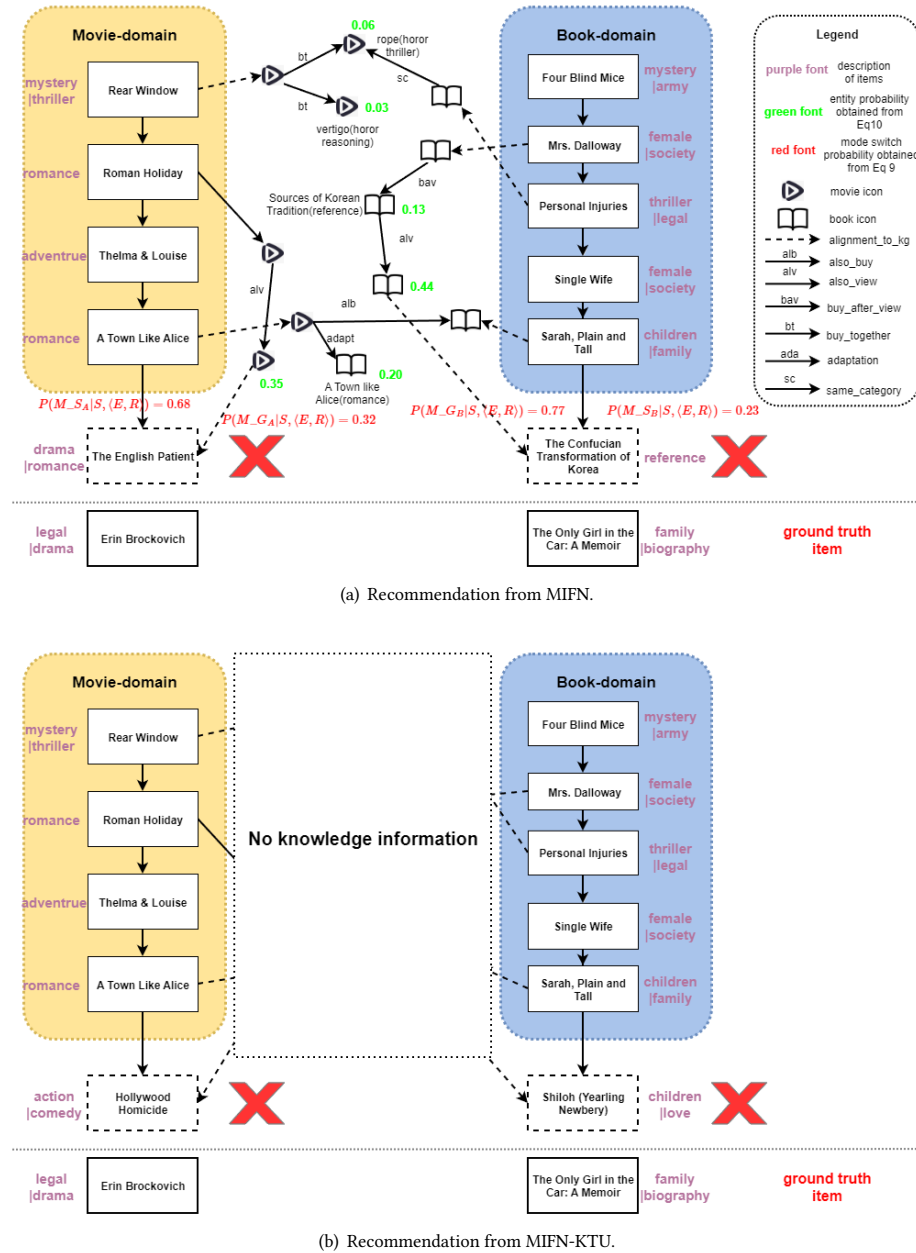 Movie-domain
mystery
|thriller
Rear Window
romance
Roman Holiday
adventrue
Thelma & Louise
romance
A Town Like Alice
bt
bt
0.06
rope(horor
thriller)
sc
0.03
vertigo(horor
reasoning)
bav
Sources of Korean
Tradition(reference)
0.13
alv
0.44
alv
alb
adapt
0.35
0.20
A Town like
Alice(romance)
Book-domain
Four Blind Mice
mystery
|army
Mrs. Dalloway
female
|society
Personal Injuries
thriller
|legal
Single Wife
female
|society
Sarah, Plain and
Tall
children
|family
P(M_S_A|S, ⟨E, R⟩) = 0.68
P(M_G_A|S, ⟨E, R⟩) = 0.32
P(M_G_B|S, ⟨E, R⟩) = 0.77
P(M_S_B|S, ⟨E, R⟩) = 0.23
drama
|romance
The English Patient
The Confucian
Transformation of
Korea
reference
legal
|drama
Erin Brockovich
The Only Girl in the
Car: A Memoir
family
|biography
ground truth
item
Legend
purple font
description
of items
green font
entity probability
obtained from
Eq10
red font
mode switch
probability obtained
from Eq 9
movie icon
book icon
alignment_to_kg
alb
also_buy
alv
also_view
bav
buy_after_view
bt
buy_together
ada
adaptation
sc
same_category
(a) Recommendation from MIFN.
Movie-domain
mystery
|thriller
Rear Window
romance
Roman Holiday
adventrue
Thelma & Louise
romance
A Town Like Alice
No knowledge information
Book-domain
Four Blind Mice
mystery
|army
Mrs. Dalloway
female
|society
Personal Injuries
thriller
|legal
Single Wife
female
|society
Sarah, Plain and
Tall
children
|family
action
|comedy
Hollywood
Homicide
Shiloh (Yearling
Newbery)
children
|love
legal
|drama
Erin Brockovich
The Only Girl in the
Car: A Memoir
family
|biography
ground truth
item
(b) Recommendation from MIFN-KTU.